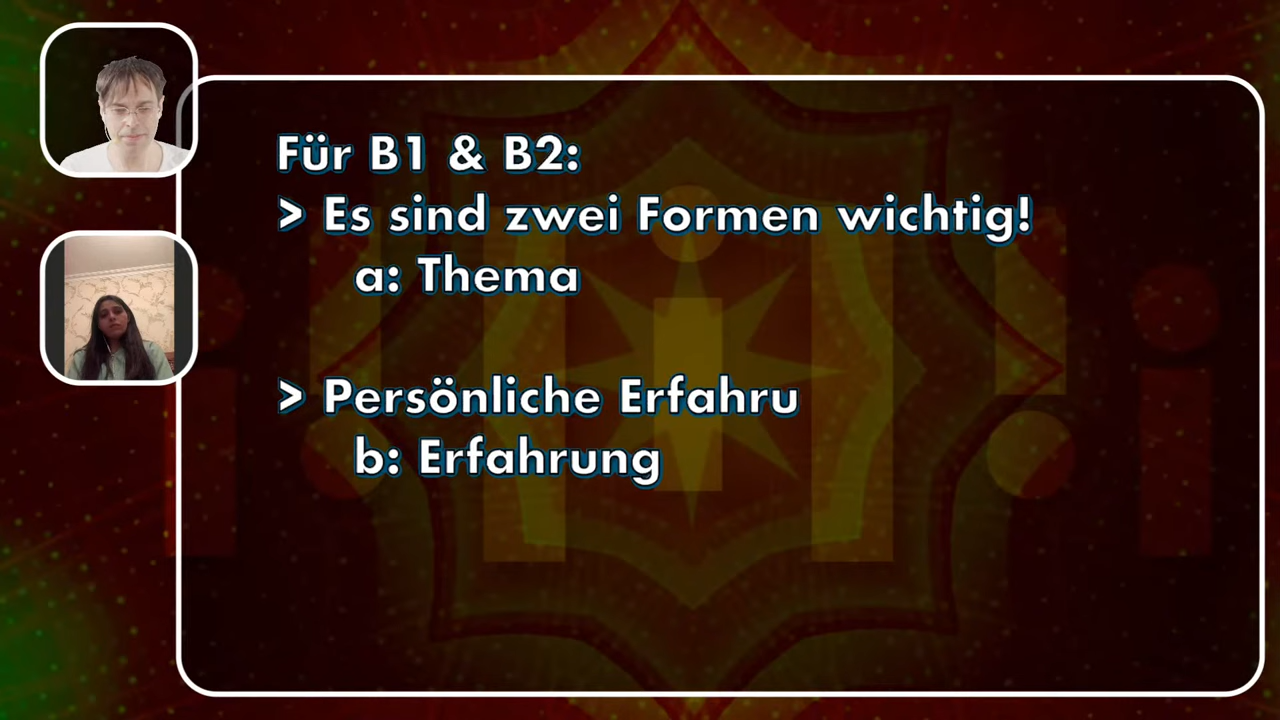 Für B1 & B2:
> Es sind zwei Formen wichtig!
a: Thema
> Persönliche Erfahru
b: Erfahrung